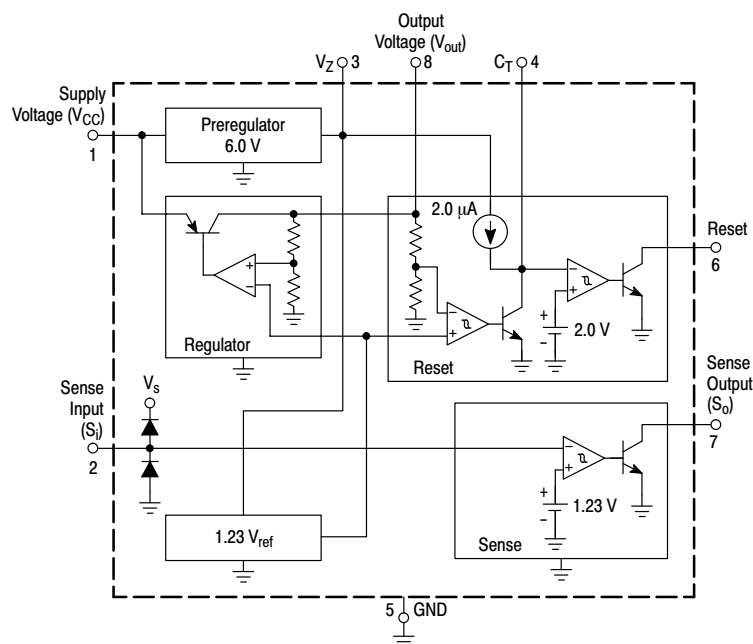 Output
Voltage (Vout)
VZ 3
8
CT 4
Supply
Voltage (VCC)
1
Preregulator
6.0 V
2.0 μA
Reset
6
+
−
−
+
−
+
+
−
2.0 V
Regulator
Reset
Sense
Input
(Si)
2
Vs
Sense
Output
(So)
7
−
+
+
−
1.23 V
1.23 Vref
Sense
5 GND